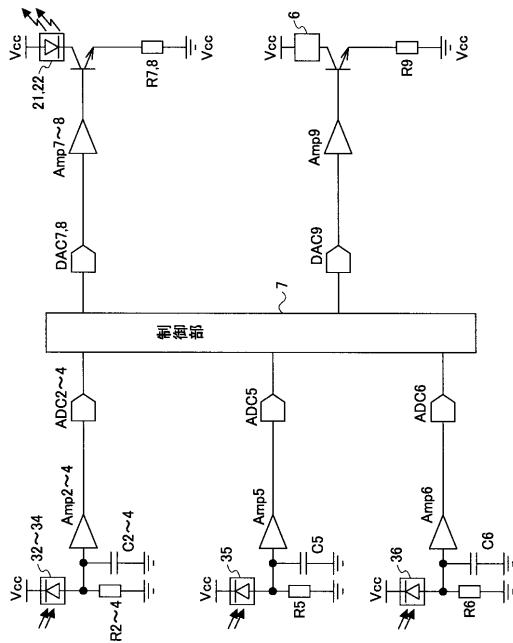 Vcc
32～34
R2～4
C2～4
Amp2～4
ADC2～4
Vcc
35
R5
C5
Amp5
ADC5
Vcc
36
R6
C6
Amp6
ADC6
制御部
7
DAC7,8
Amp7～8
Vcc
21,22
R7,8
Vcc
DAC9
Amp9
Vcc
6
R9
Vcc